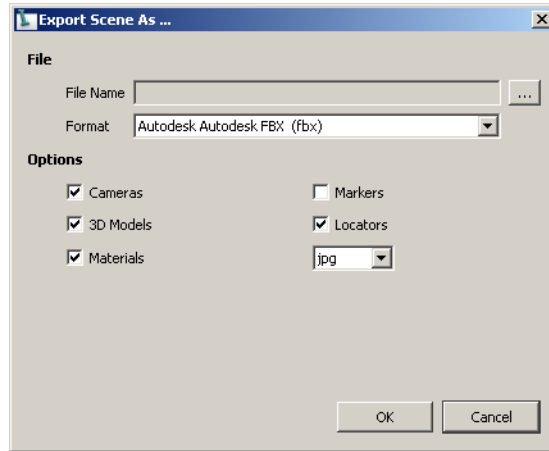 Export Scene As ...
File
File Name
...
Format Autodesk Autodesk FBX (fbx)
Options
Cameras Markers
3D Models Locators
Materials jpg
OK Cancel